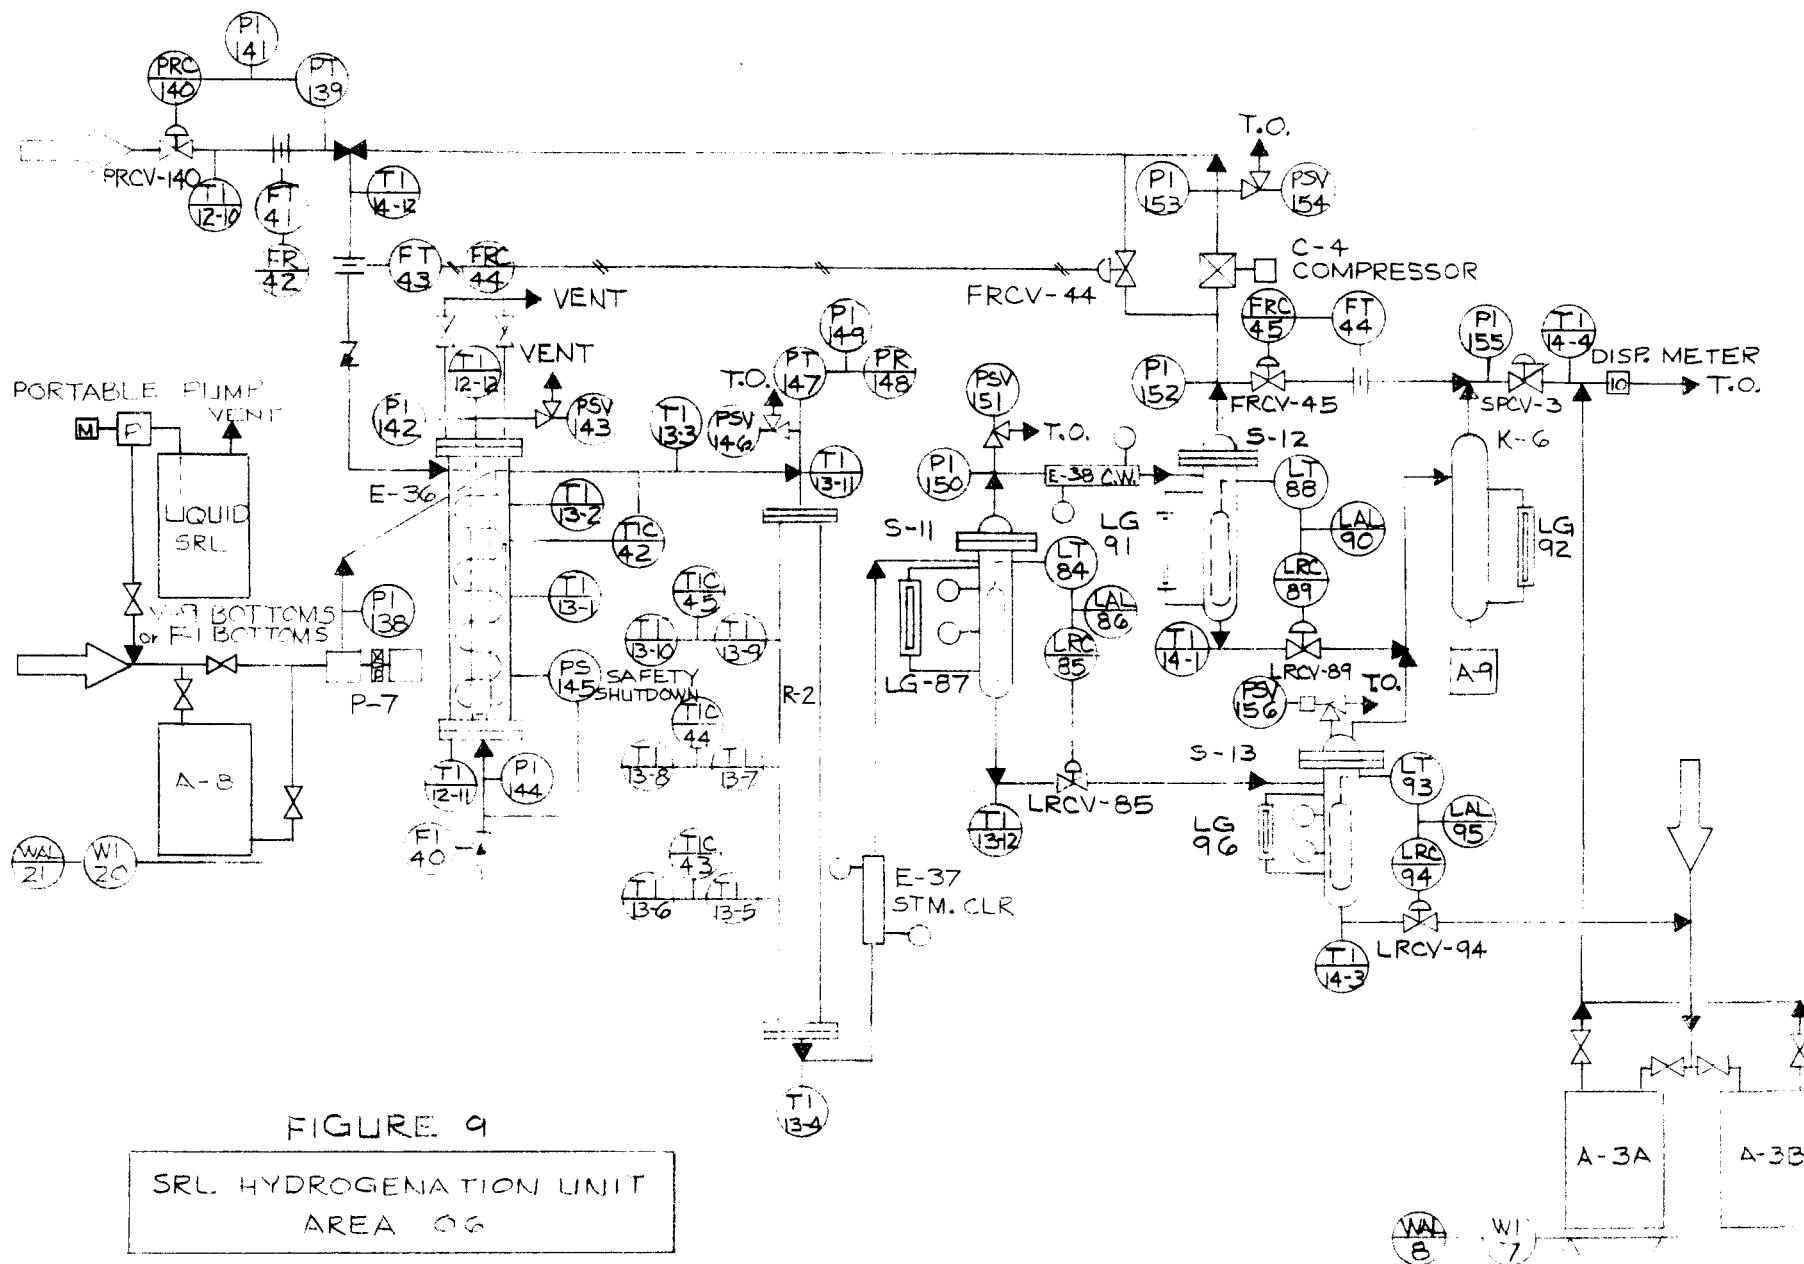 PI
141
PRC
140
PT
139
PRCV-140
TI
12-10
FT
41
FR
42
TI
14-12
FT
43
FRC
44
VENT
VENT
TI
12-12
PI
142
PSV
143
PORTABLE PUMP
VENT
M
P
LIQUID
SRL
E-36
V-9 BOTTOMS
or F-1 BOTTOMS
PI
138
P-7
A-8
WAL
21
WI
20
TI
13-3
TI
13-2
TIC
42
TI
13-1
PS
145
SAFETY
SHUTDOWN
TI
12-11
PI
144
FI
40
PI
149
PT
147
PR
148
T.O.
PSV
146
TI
13-11
TIC
45
TI
13-10
TI
13-9
R-2
TIC
44
TI
13-8
TI
13-7
TIC
43
TI
13-6
TI
13-5
TI
13-4
E-37
STM. CLR
PSV
151
T.O.
PI
150
E-38 C.W.
S-11
LT
84
LAL
86
LRC
85
LG-87
LRCV-85
TI
13-12
T.O.
PI
153
PSV
154
C-4
COMPRESSOR
FRCV-44
FRC
45
FT
44
PI
152
FRCV-45
S-12
LG
91
LT
88
LAL
90
LRC
89
TI
14-1
LRCV-89
PI
155
TI
14-4
DISP. METER
10
T.O.
SPCV-3
K-6
LG
92
A-9
PSV
156
T.O.
S-13
LT
93
LG
96
LAL
95
LRC
94
LRCV-94
TI
14-3
A-3A
A-3B
WAL
8
WI
7
FIGURE 9
SRL HYDROGENATION UNIT
AREA 06